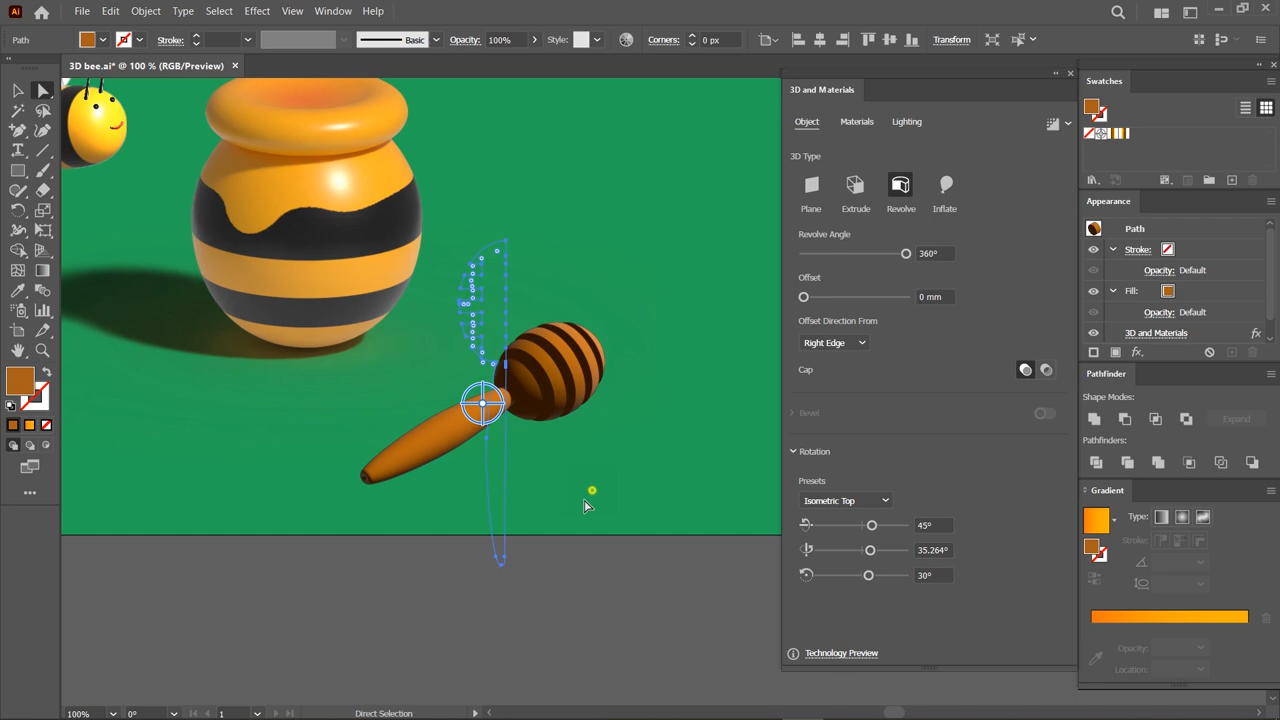 Ai File Edit Object Type Select Effect View Window Help
Path Stroke: Basic Opacity: 100% Style: Corners: 0 px Transform
3D bee.ai* @ 100 % (RGB/Preview)
3D and Materials
Object Materials Lighting
3D Type
Plane Extrude Revolve Inflate
Revolve Angle
360°
Offset
0 mm
Offset Direction From
Right Edge
Cap
Bevel
Rotation
Presets
Isometric Top
45°
35.264°
30°
Technology Preview
Swatches
Appearance
Path
Stroke:
Opacity: Default
Fill:
Opacity: Default
3D and Materials fx
fx.
Pathfinder
Shape Modes:
Expand
Pathfinders:
Gradient
Type:
Stroke:
Opacity:
Location:
100% 0° 1 Direct Selection